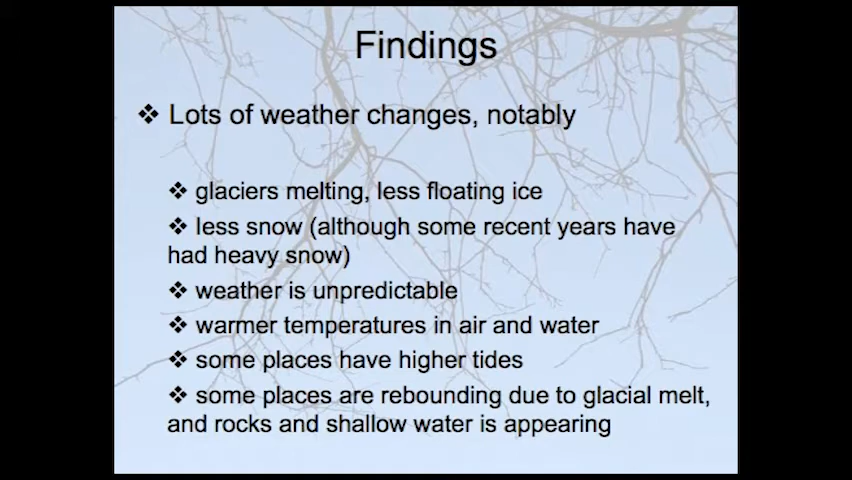 Findings
❖ Lots of weather changes, notably
❖ glaciers melting, less floating ice
❖ less snow (although some recent years have
had heavy snow)
❖ weather is unpredictable
❖ warmer temperatures in air and water
❖ some places have higher tides
❖ some places are rebounding due to glacial melt,
and rocks and shallow water is appearing